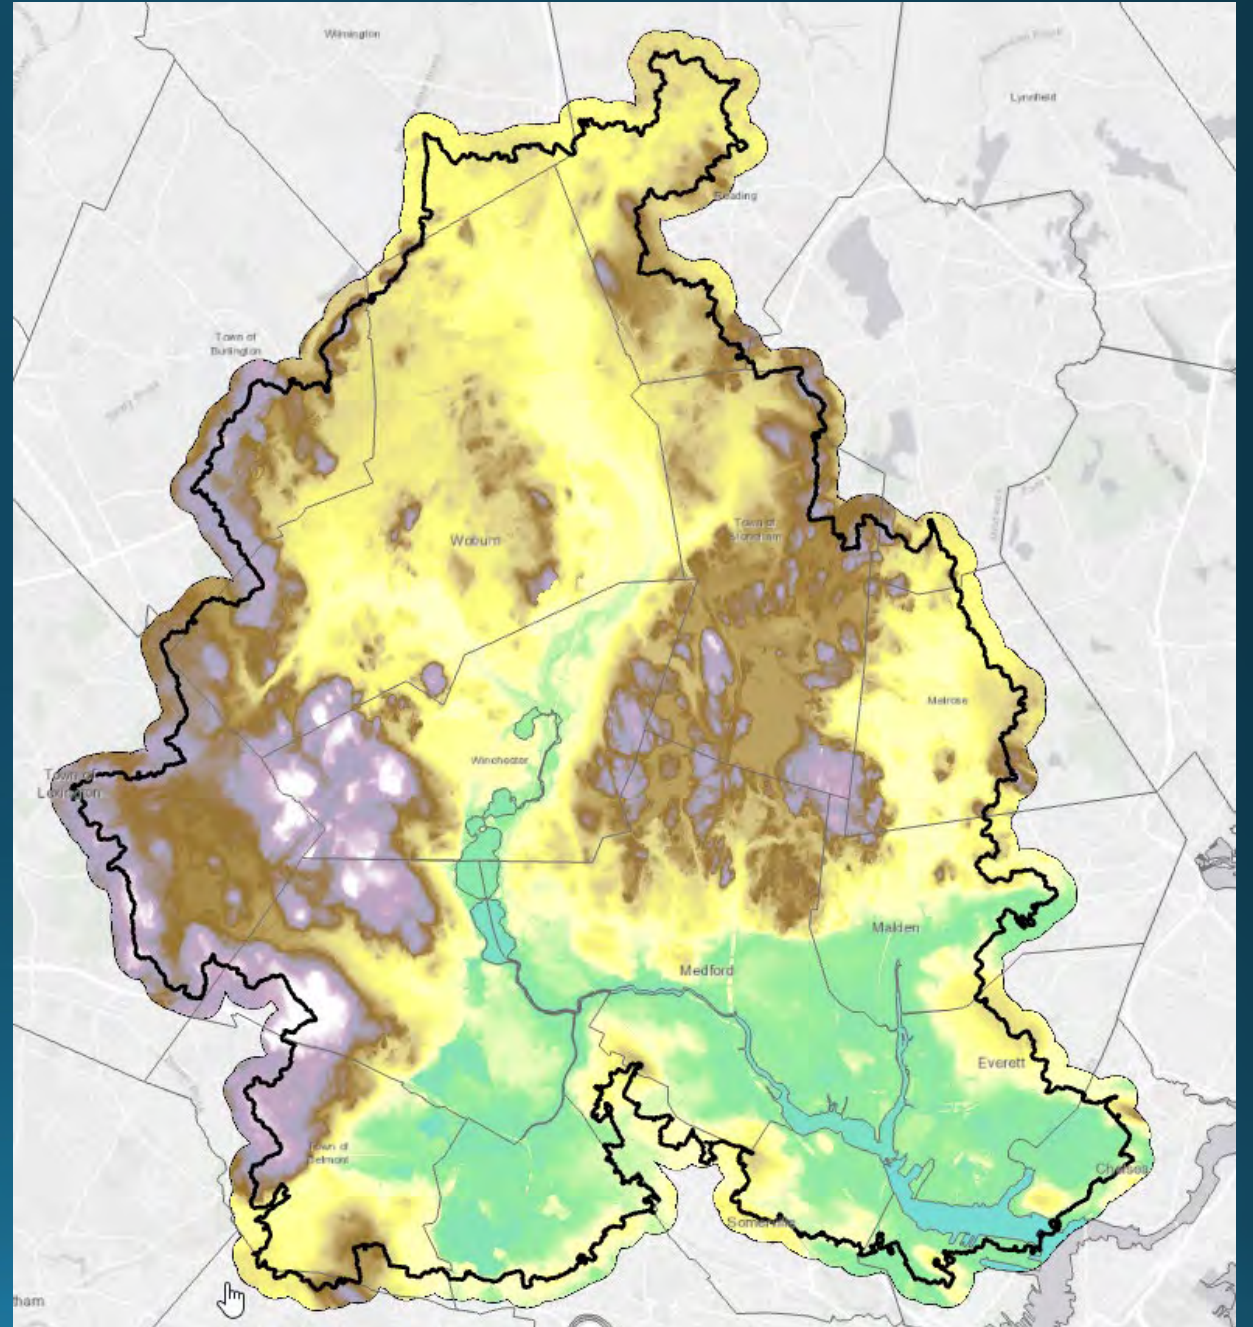 Wilmington
Lynnfield
Reading
Town of
Burlington
Woburn
Town of
Stoneham
Melrose
Town of
Lexington
Winchester
Malden
Medford
Everett
Town of
Belmont
Chelsea
Somerville
tham